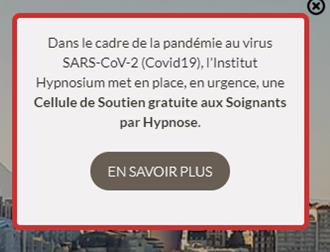 Dans le cadre de la pandémie au virus
SARS-CoV-2 (Covid19), l'Institut
Hypnosium met en place, en urgence, une
Cellule de Soutien gratuite aux Soignants
par Hypnose.
EN SAVOIR PLUS